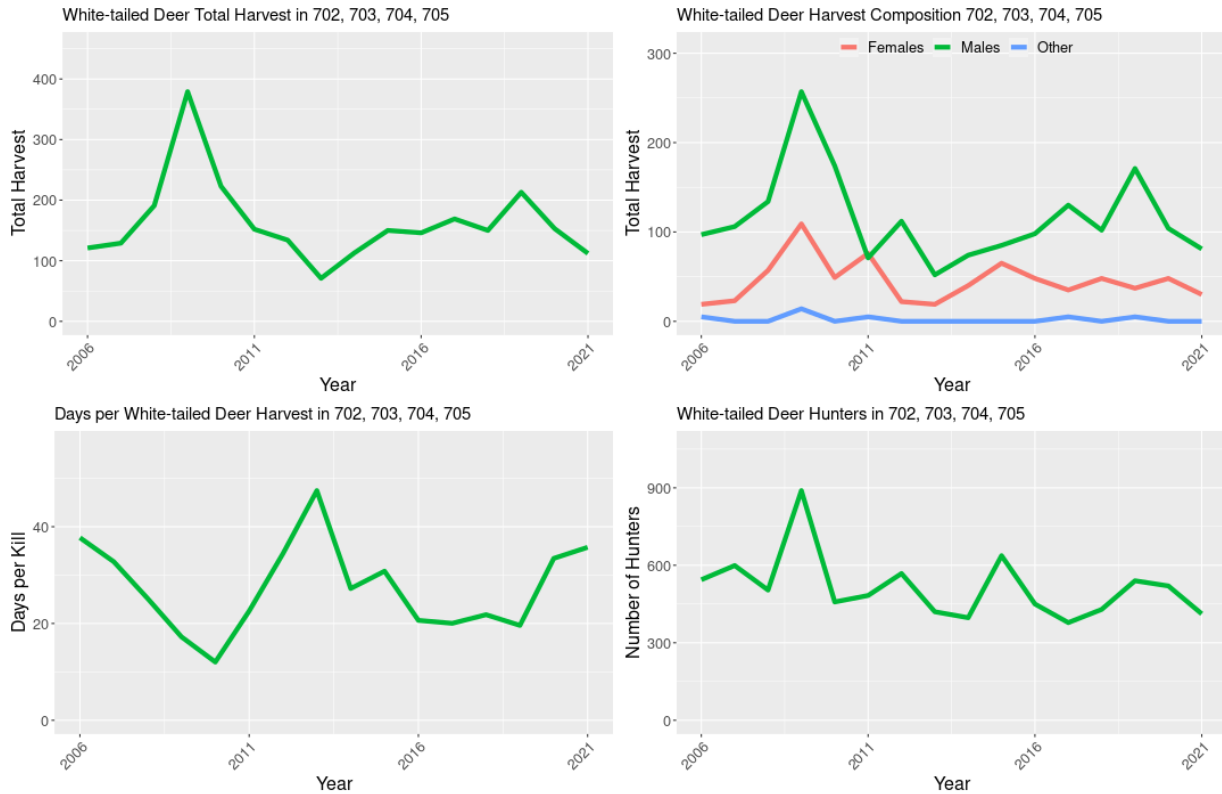 White-tailed Deer Total Harvest in 702, 703, 704, 705
Total Harvest
400
300
200
100
0
2006
2011
2016
2021
Year
White-tailed Deer Harvest Composition 702, 703, 704, 705
Females Males Other
Total Harvest
300
200
100
0
2006
2011
2016
2021
Year
Days per White-tailed Deer Harvest in 702, 703, 704, 705
Days per Kill
40
20
0
2006
2011
2016
2021
Year
White-tailed Deer Hunters in 702, 703, 704, 705
Number of Hunters
900
600
300
0
2006
2011
2016
2021
Year